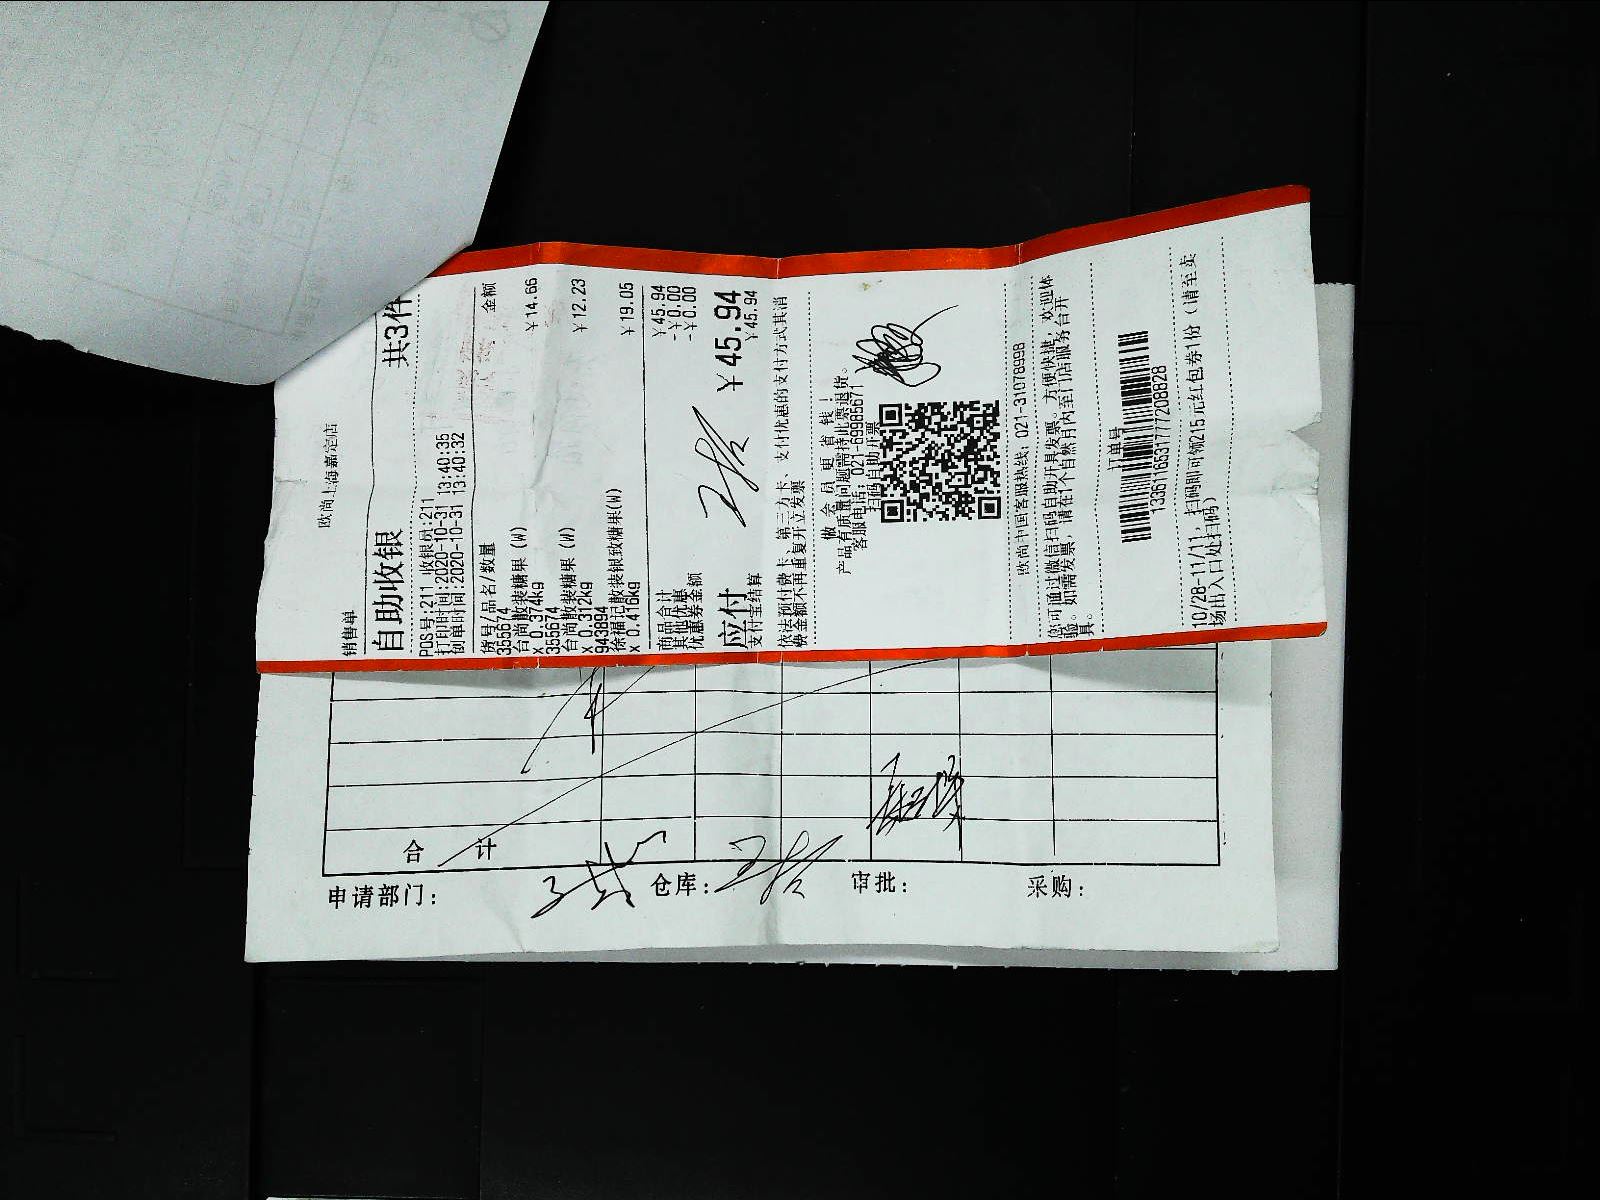 欧尚上海嘉定店
销售单
自助收银 共3件
POS号:211 收银员:211
打印时间:2020-10-31 13:40:35
创单时间:2020-10-31 13:40:32
货号/品名/数量 金额
355674
台尚散装糖果(W)
x 0.374kg ￥14.66
355674
台尚散装糖果(W)
x 0.312kg ￥12.23
943894
徐福记散装银致糖果(W)
x 0.416kg ￥19.05
商品合计 ￥45.94
其他优惠 -￥0.00
优惠券金额 -￥0.00
应付 ￥45.94
支付宝结算 ￥45.94
依法预付费卡、第三方卡、支付优惠的支付方式其消
费金额不再重复开立发票
做 会 员 更 省 钱 !
产品有质量问题需持此票退货。
客服电话: 021-69985671
扫码自助开票
欧尚中国客服热线: 021-31078998
您可通过微信扫码自助开具发票。方便快捷，欢迎体
验。如需发票，请在1个自然月内至门店服务台开
具。
订单号
1336116531777208828
10/28-11/11, 扫码即可领215元红包券1份 (请至卖
场出入口处扫码)
合 计
申请部门: 仓库: 审批: 采购: